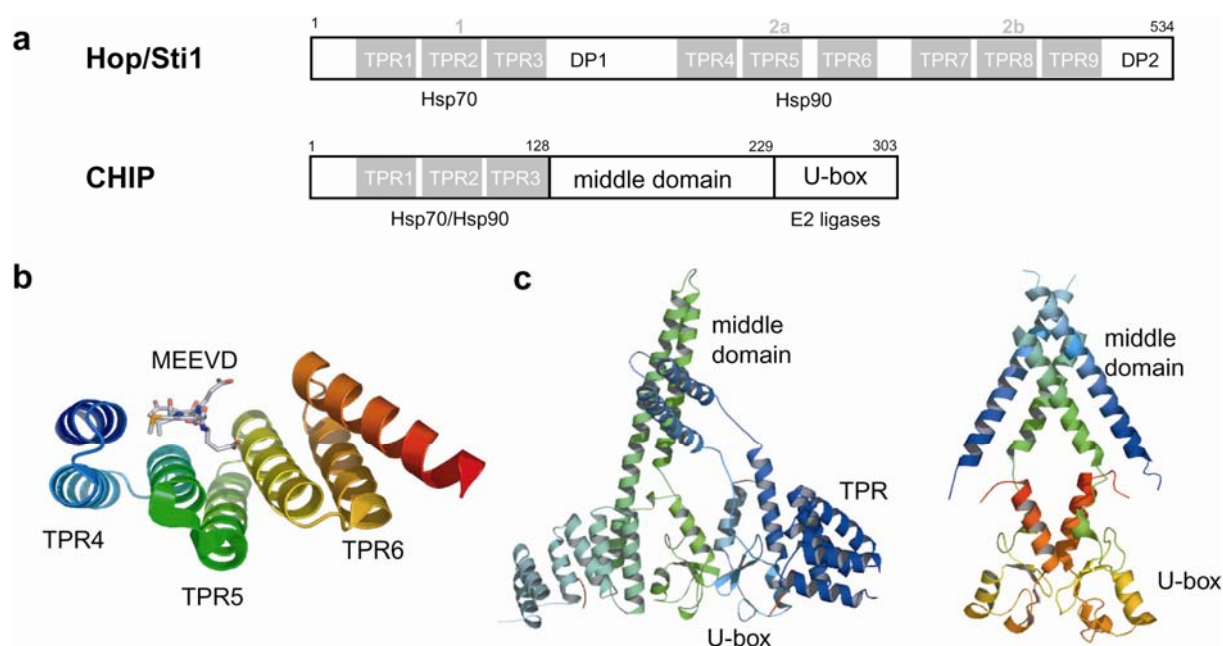 a
1 1 2a 2b 534
Hop/Sti1 TPR1 TPR2 TPR3 DP1 TPR4 TPR5 TPR6 TPR7 TPR8 TPR9 DP2
Hsp70 Hsp90
1 128 229 303
CHIP TPR1 TPR2 TPR3 middle domain U-box
Hsp70/Hsp90 E2 ligases
b
MEEVD
TPR4
TPR5
TPR6
c
middle
domain
TPR
U-box
middle
domain
U-box